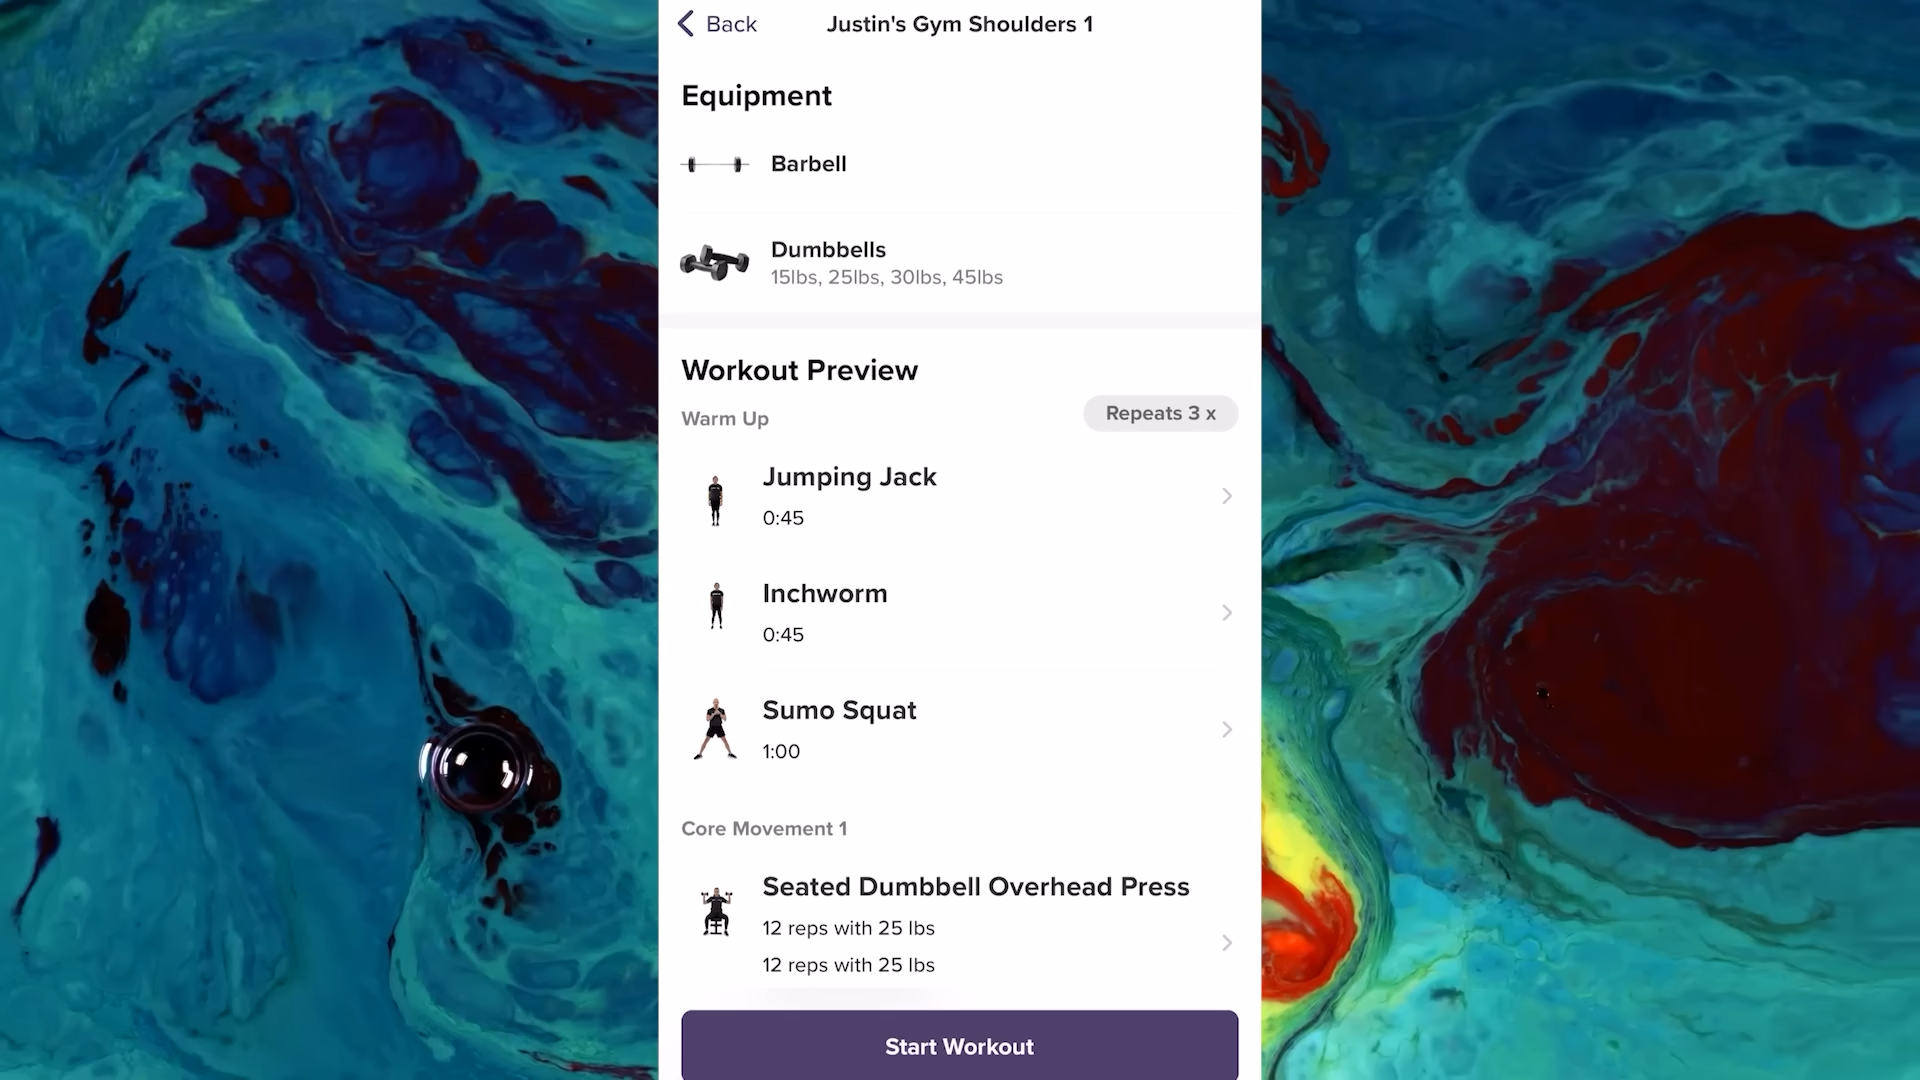 Back
Justin's Gym Shoulders 1
Equipment
Barbell
Dumbbells
15lbs, 25lbs, 30lbs, 45lbs
Workout Preview
Warm Up
Repeats 3 x
Jumping Jack
0:45
Inchworm
0:45
Sumo Squat
1:00
Core Movement 1
Seated Dumbbell Overhead Press
12 reps with 25 lbs
12 reps with 25 lbs
Start Workout